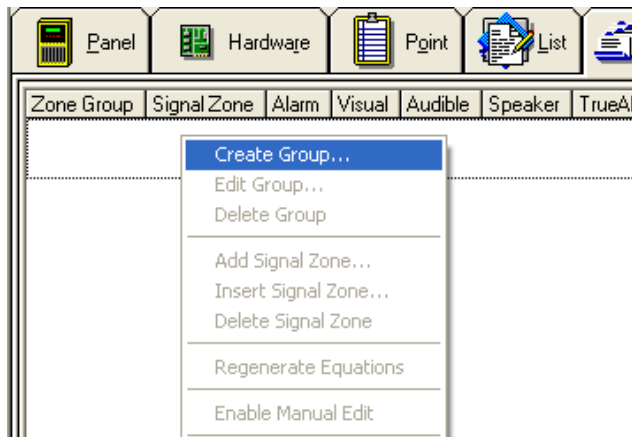 Panel Hardware Point List
Zone Group Signal Zone Alarm Visual Audible Speaker TrueAl
Create Group...
Edit Group...
Delete Group
Add Signal Zone...
Insert Signal Zone...
Delete Signal Zone
Regenerate Equations
Enable Manual Edit